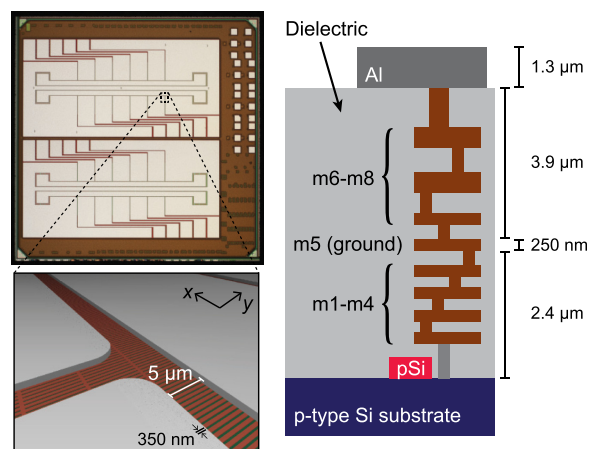 Dielectric
Al
1.3 µm
m6-m8
3.9 µm
m5 (ground)
250 nm
m1-m4
2.4 µm
pSi
p-type Si substrate
x
y
5 µm
350 nm